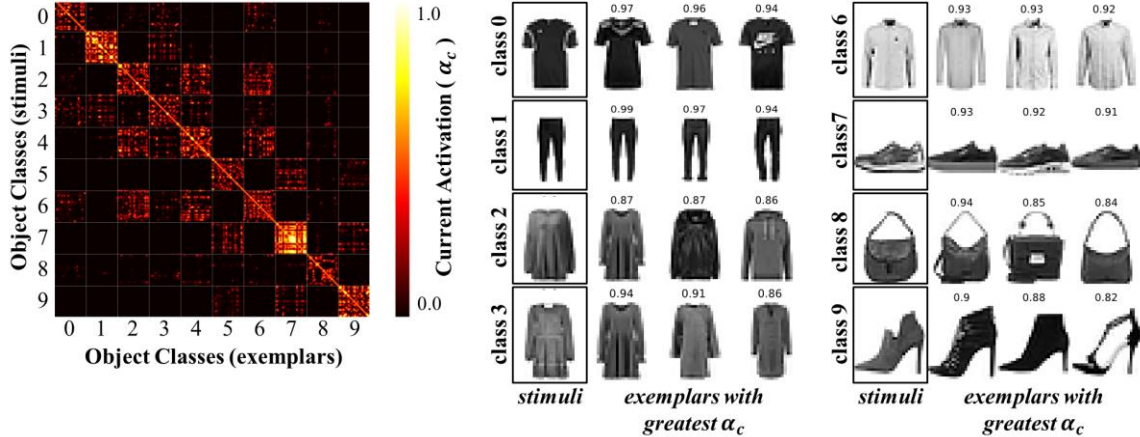 Object Classes (stimuli)
0
1
2
3
4
5
6
7
8
9
0 1 2 3 4 5 6 7 8 9
Object Classes (exemplars)
1.0
0.0
Current Activation ( α_c )
class 0
0.97 0.96 0.94
class 1
0.99 0.97 0.94
class 2
0.87 0.87 0.86
class 3
0.94 0.91 0.86
stimuli
exemplars with
greatest α_c
class 6
0.93 0.93 0.92
class7
0.93 0.92 0.91
class 8
0.94 0.85 0.84
class 9
0.9 0.88 0.82
stimuli
exemplars with
greatest α_c